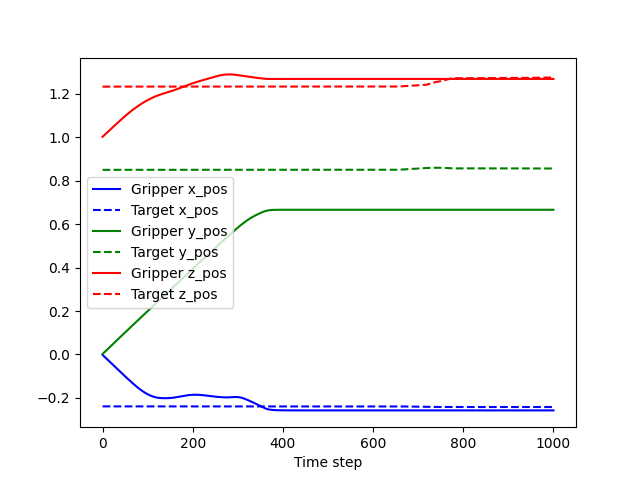 1.2
1.0
0.8
0.6
0.4
0.2
0.0
−0.2
Gripper x_pos
Target x_pos
Gripper y_pos
Target y_pos
Gripper z_pos
Target z_pos
0 200 400 600 800 1000
Time step